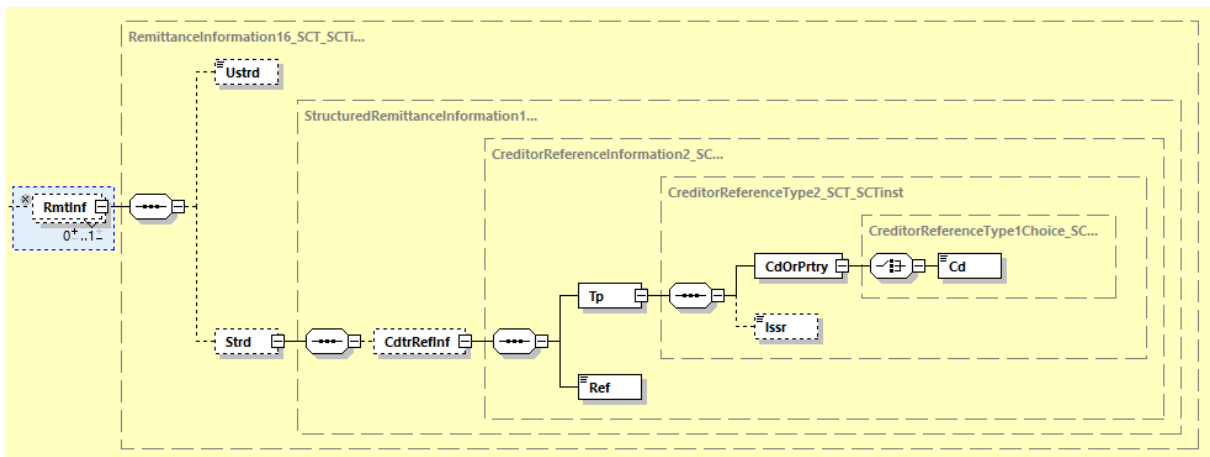 RemittanceInformation16_SCT_SCTi...
Ustrd
StructuredRemittanceInformation1...
CreditorReferenceInformation2_SC...
CreditorReferenceType2_SCT_SCTinst
RmtInf
0..1
CreditorReferenceType1Choice_SC...
CdOrPrtry
Cd
Tp
Issr
Strd
CdtrRefInf
Ref